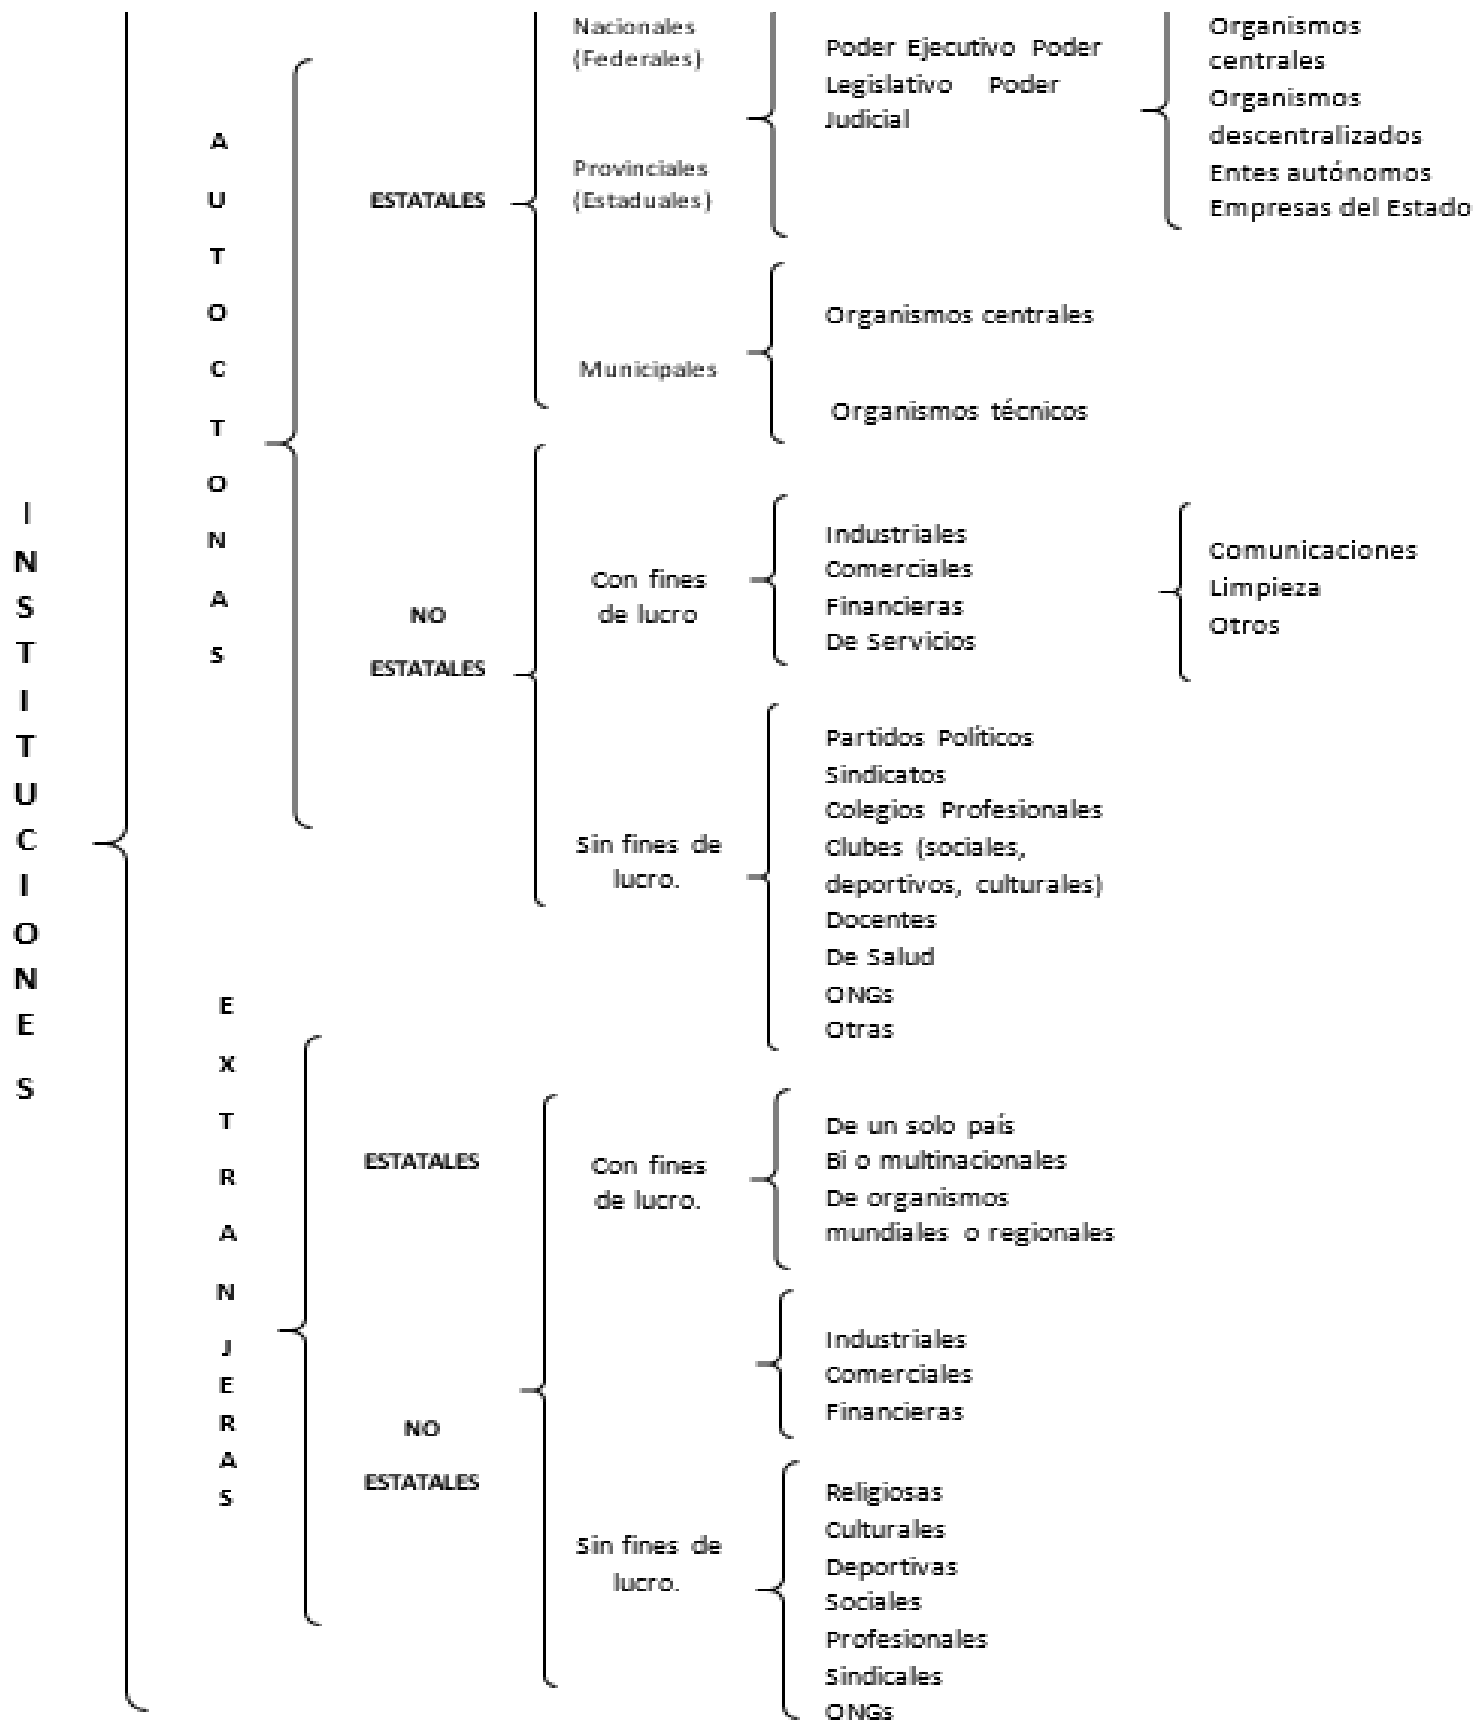 INSTITUCIONES
AUTOCTONAS
ESTATALES
Nacionales
(Federales)
Provinciales
(Estaduales)
Poder Ejecutivo Poder
Legislativo Poder
Judicial
Organismos
centrales
Organismos
descentralizados
Entes autónomos
Empresas del Estado
Municipales
Organismos centrales
Organismos técnicos
NO
ESTATALES
Con fines
de lucro
Industriales
Comerciales
Financieras
De Servicios
Comunicaciones
Limpieza
Otros
Sin fines de
lucro.
Partidos Políticos
Sindicatos
Colegios Profesionales
Clubes (sociales,
deportivos, culturales)
Docentes
De Salud
ONGs
Otras
EXTRANJERAS
ESTATALES
Con fines
de lucro.
De un solo país
Bi o multinacionales
De organismos
mundiales o regionales
NO
ESTATALES
Industriales
Comerciales
Financieras
Sin fines de
lucro.
Religiosas
Culturales
Deportivas
Sociales
Profesionales
Sindicales
ONGs